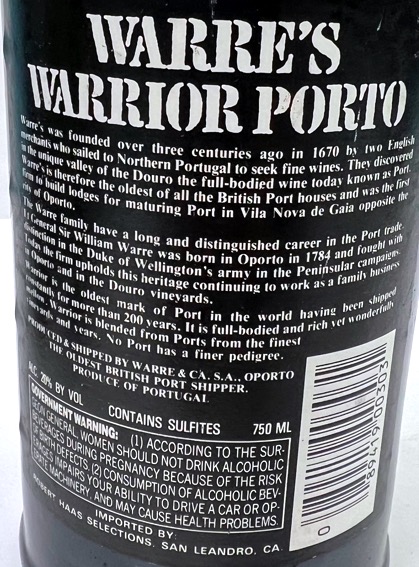 WARRE'S
WARRIOR PORTO
Warre's was founded over three centuries ago in 1670 by two English
merchants who sailed to Northern Portugal to seek fine wines. They discovered
in the unique valley of the Douro the full-bodied wine today known as Port.
Warre's is therefore the oldest of all the British Port houses and was the first
firm to build lodges for maturing Port in Vila Nova de Gaia opposite the
city of Oporto.
The Warre family have a long and distinguished career in the Port trade.
Lt General Sir William Warre was born in Oporto in 1784 and fought with
distinction in the Duke of Wellington's army in the Peninsular campaigns.
Today the firm upholds this heritage continuing to work as a family business
in Oporto and in the Douro vineyards.
Warrior is the oldest mark of Port in the world having been shipped
constantly for more than 200 years. It is full-bodied and rich yet wonderfully
Warrior is blended from Ports from the finest
vineyards and years. No Port has a finer pedigree.
PRODUCED & SHIPPED BY WARRE & CA. S.A., OPORTO
THE OLDEST BRITISH PORT SHIPPER.
PRODUCE OF PORTUGAL
ALC 20% BY VOL CONTAINS SULFITES 750 ML
GOVERNMENT WARNING: (1) ACCORDING TO THE SUR-
GEON GENERAL, WOMEN SHOULD NOT DRINK ALCOHOLIC
BEVERAGES DURING PREGNANCY BECAUSE OF THE RISK
OF BIRTH DEFECTS. (2) CONSUMPTION OF ALCOHOLIC BEV-
ERAGES IMPAIRS YOUR ABILITY TO DRIVE A CAR OR OP-
ERATE MACHINERY, AND MAY CAUSE HEALTH PROBLEMS.
IMPORTED BY:
ROBERT HAAS SELECTIONS, SAN LEANDRO, CA.
0 89419 00303